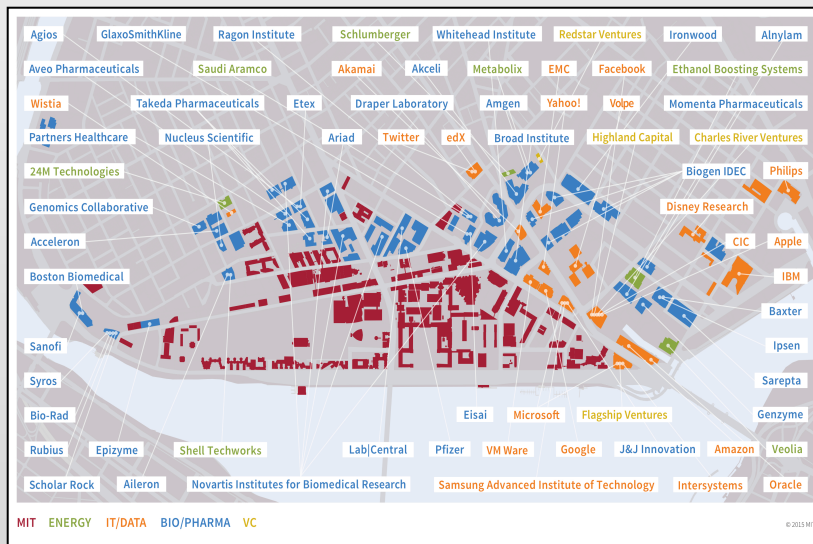 Agios GlaxoSmithKline Ragon Institute Schlumberger Whitehead Institute Redstar Ventures Ironwood Alnylam
Aveo Pharmaceuticals Saudi Aramco Akamai Akceli Metabolix EMC Facebook Ethanol Boosting Systems
Wistia Takeda Pharmaceuticals Etex Draper Laboratory Amgen Yahoo! Volpe Momenta Pharmaceuticals
Partners Healthcare Nucleus Scientific Ariad Twitter edX Broad Institute Highland Capital Charles River Ventures
24M Technologies Biogen IDEC Philips
Genomics Collaborative Disney Research
Acceleron CIC Apple
Boston Biomedical IBM
Baxter
Sanofi Ipsen
Syros Sarepta
Bio-Rad Eisai Microsoft Flagship Ventures Genzyme
Rubius Epizyme Shell Techworks Lab|Central Pfizer VM Ware Google J&J Innovation Amazon Veolia
Scholar Rock Aileron Novartis Institutes for Biomedical Research Samsung Advanced Institute of Technology Intersystems Oracle
MIT ENERGY IT/DATA BIO/PHARMA VC
© 2015 MI